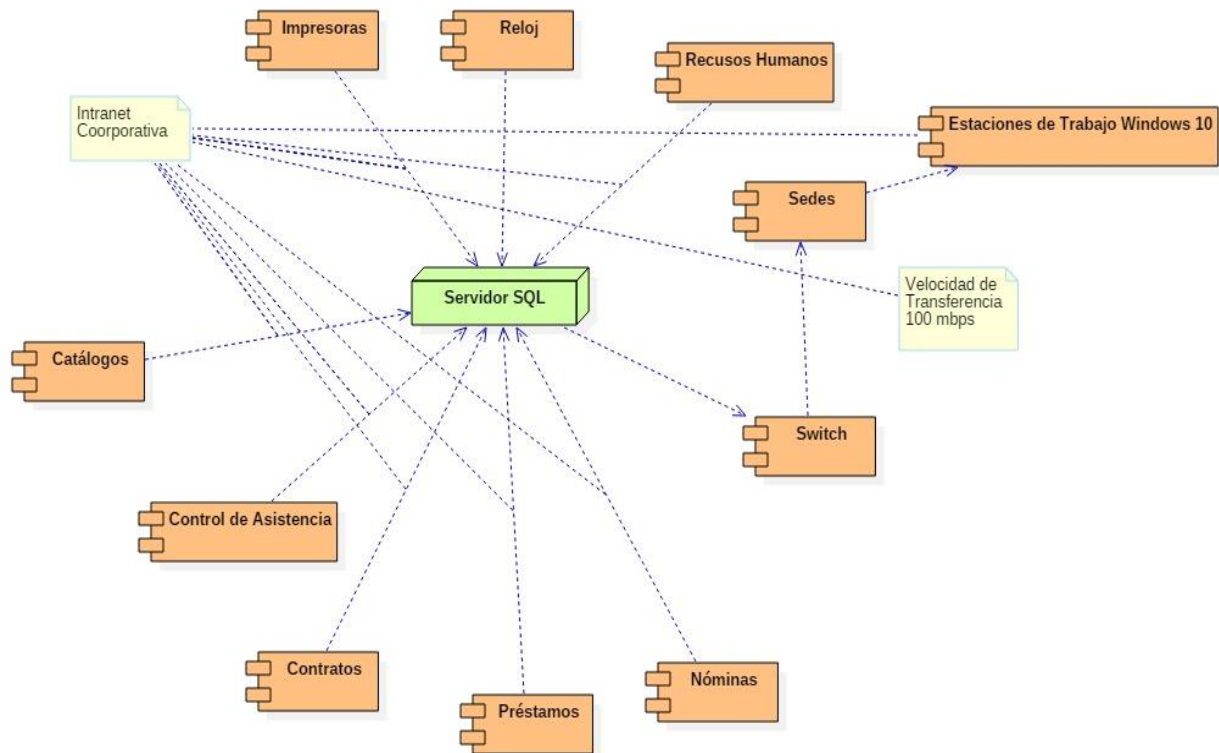 Impresoras
Reloj
Recusos Humanos
Intranet
Coorporativa
Estaciones de Trabajo Windows 10
Sedes
Servidor SQL
Velocidad de
Transferencia
100 mbps
Catálogos
Switch
Control de Asistencia
Contratos
Nóminas
Préstamos